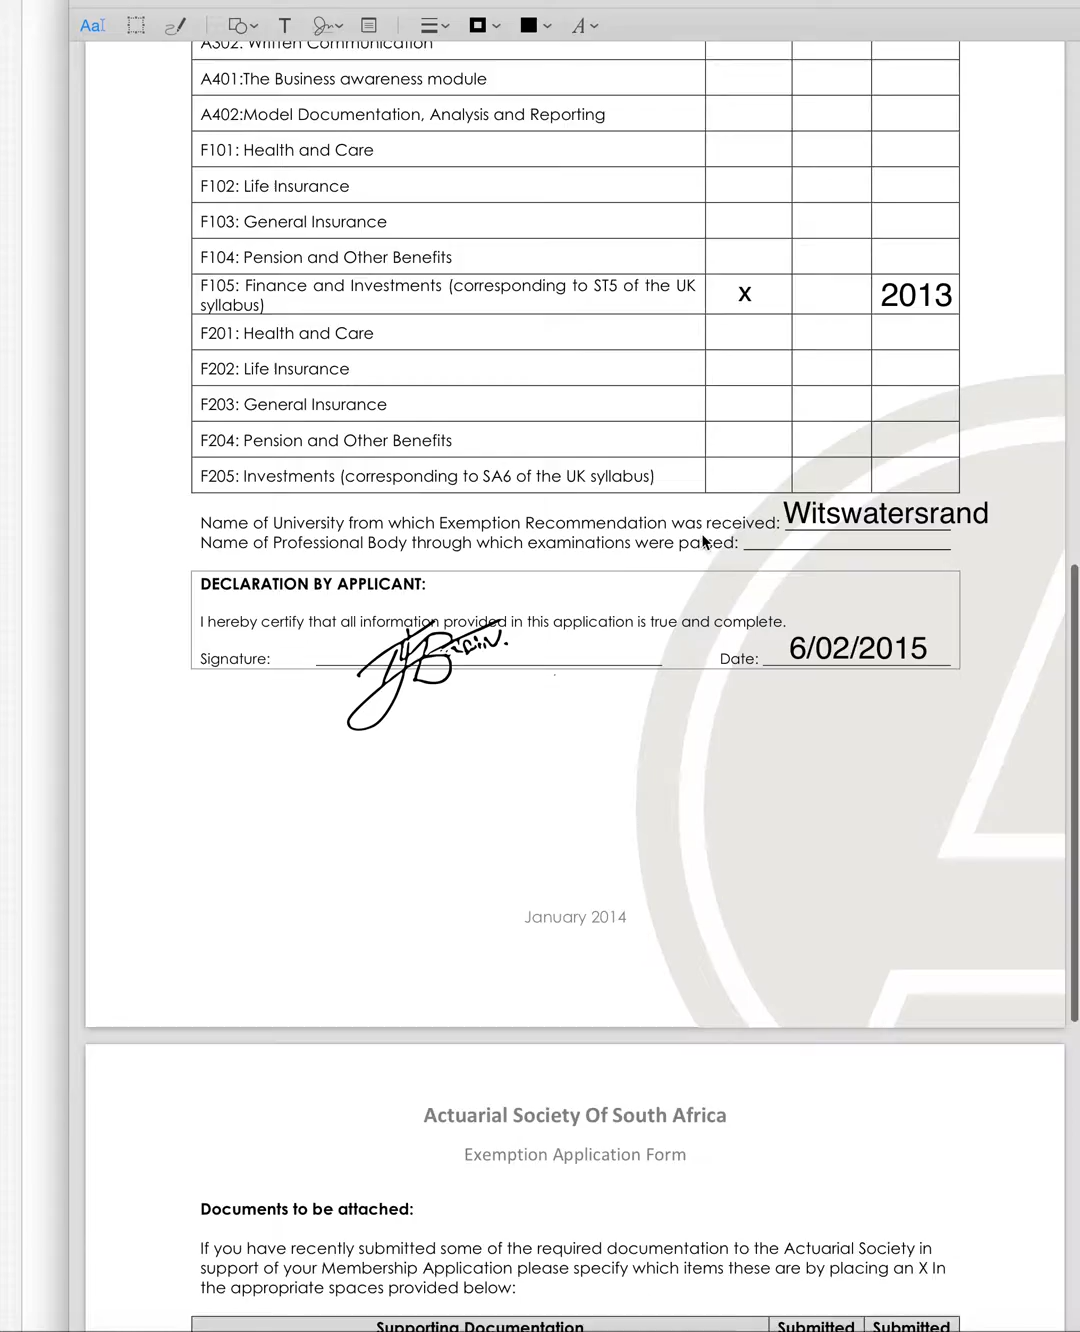 AaI T A
A302: Written Communication
A401:The Business awareness module
A402:Model Documentation, Analysis and Reporting
F101: Health and Care
F102: Life Insurance
F103: General Insurance
F104: Pension and Other Benefits
F105: Finance and Investments (corresponding to ST5 of the UK
syllabus) x 2013
F201: Health and Care
F202: Life Insurance
F203: General Insurance
F204: Pension and Other Benefits
F205: Investments (corresponding to SA6 of the UK syllabus)
Name of University from which Exemption Recommendation was received: Witswatersrand
Name of Professional Body through which examinations were passed:
DECLARATION BY APPLICANT:
I hereby certify that all information provided in this application is true and complete.
Signature: Date: 6/02/2015
January 2014
Actuarial Society Of South Africa
Exemption Application Form
Documents to be attached:
If you have recently submitted some of the required documentation to the Actuarial Society in
support of your Membership Application please specify which items these are by placing an X In
the appropriate spaces provided below:
Supporting Documentation Submitted Submitted